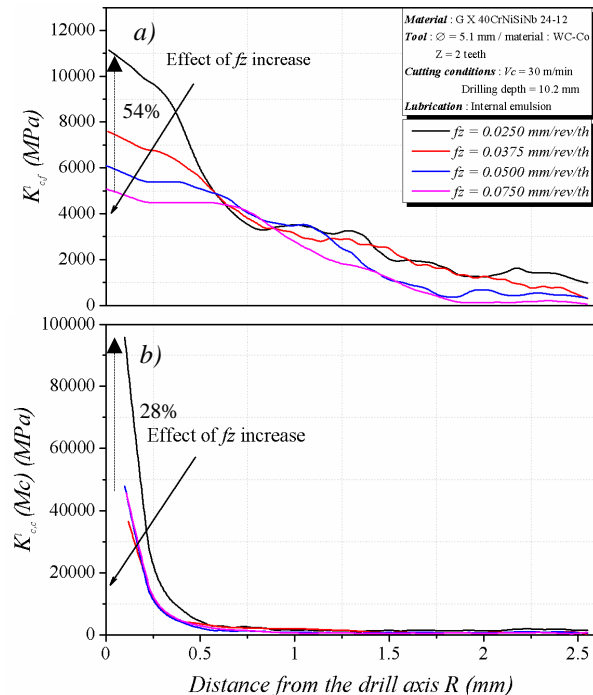 a)
Effect of fz increase
54%
Material : G X 40CrNiSiNb 24-12
Tool : ∅ = 5.1 mm / material : WC-Co
Z = 2 teeth
Cutting conditions : Vc = 30 m/min
Drilling depth = 10.2 mm
Lubrication : Internal emulsion
fz = 0.0250 mm/rev/th
fz = 0.0375 mm/rev/th
fz = 0.0500 mm/rev/th
fz = 0.0750 mm/rev/th
12000
10000
8000
6000
4000
2000
0
(MPa)
b)
28%
Effect of fz increase
100000
80000
60000
40000
20000
0
(Mc) (MPa)
0 0.5 1 1.5 2 2.5
Distance from the drill axis R (mm)